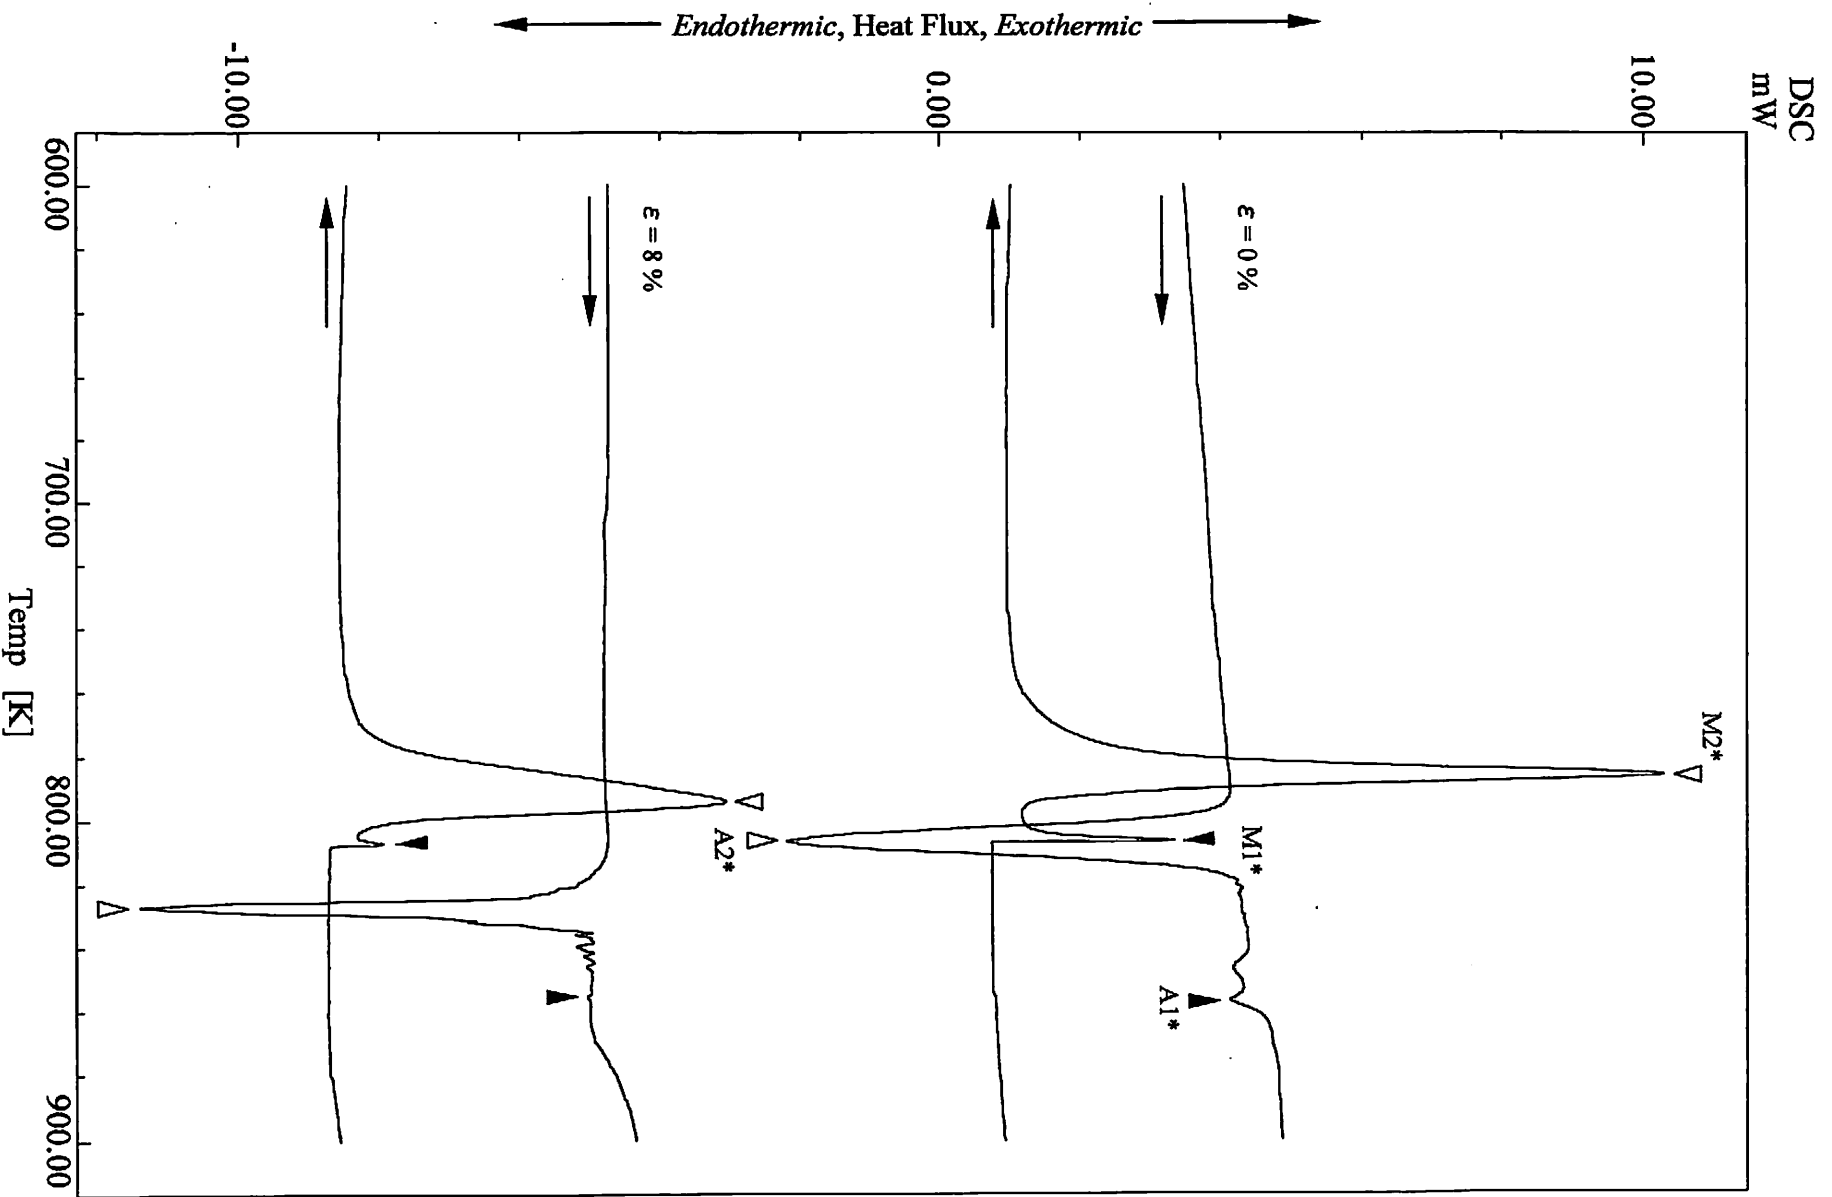 Endothermic, Heat Flux, Exothermic
DSC
mW
10.00
0.00
-10.00
M2*
ε = 0 %
M1*
A1*
A2*
ε = 8 %
600.00
700.00
800.00
900.00
Temp [K]